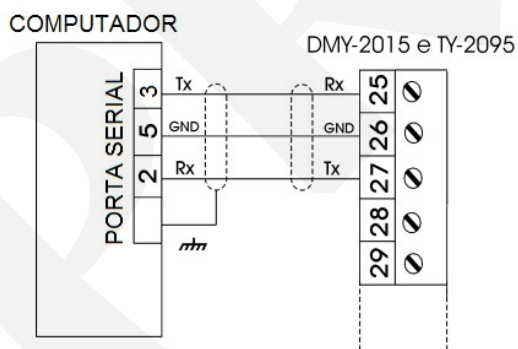 COMPUTADOR
DMY-2015 e TY-2095
PORTA SERIAL
3 Tx Rx 25
5 GND GND 26
2 Rx Tx 27
28
29